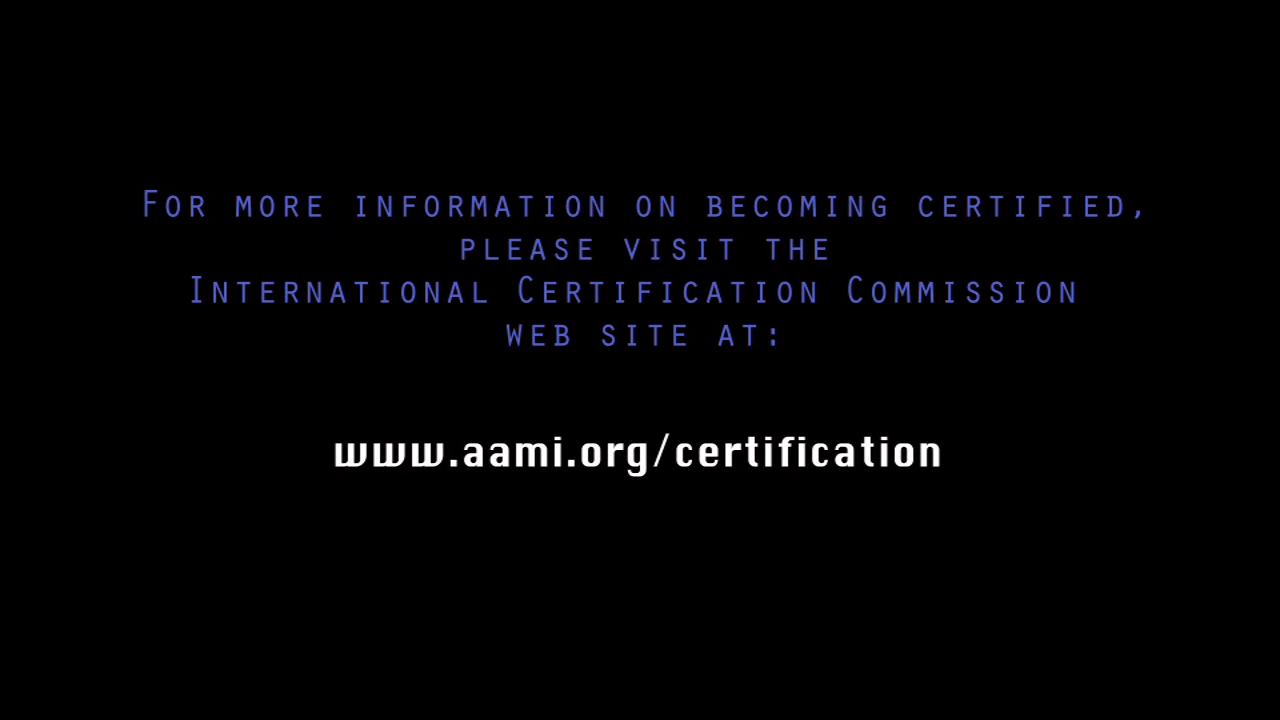 For more information on becoming certified,
please visit the
International Certification Commission
web site at:
www.aami.org/certification